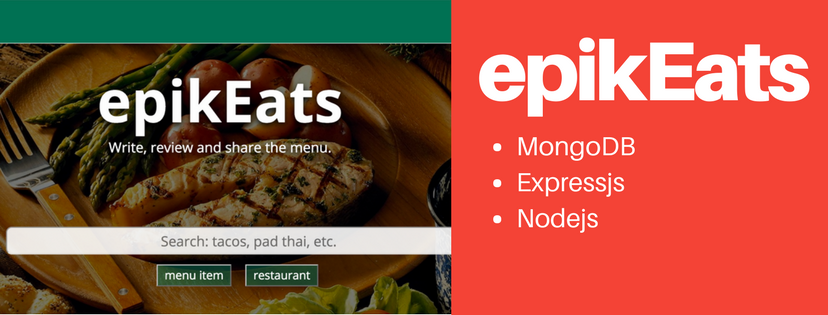 epikEats
Write, review and share the menu.
Search: tacos, pad thai, etc.
menu item
restaurant
epikEats
• MongoDB
• Expressjs
• Nodejs